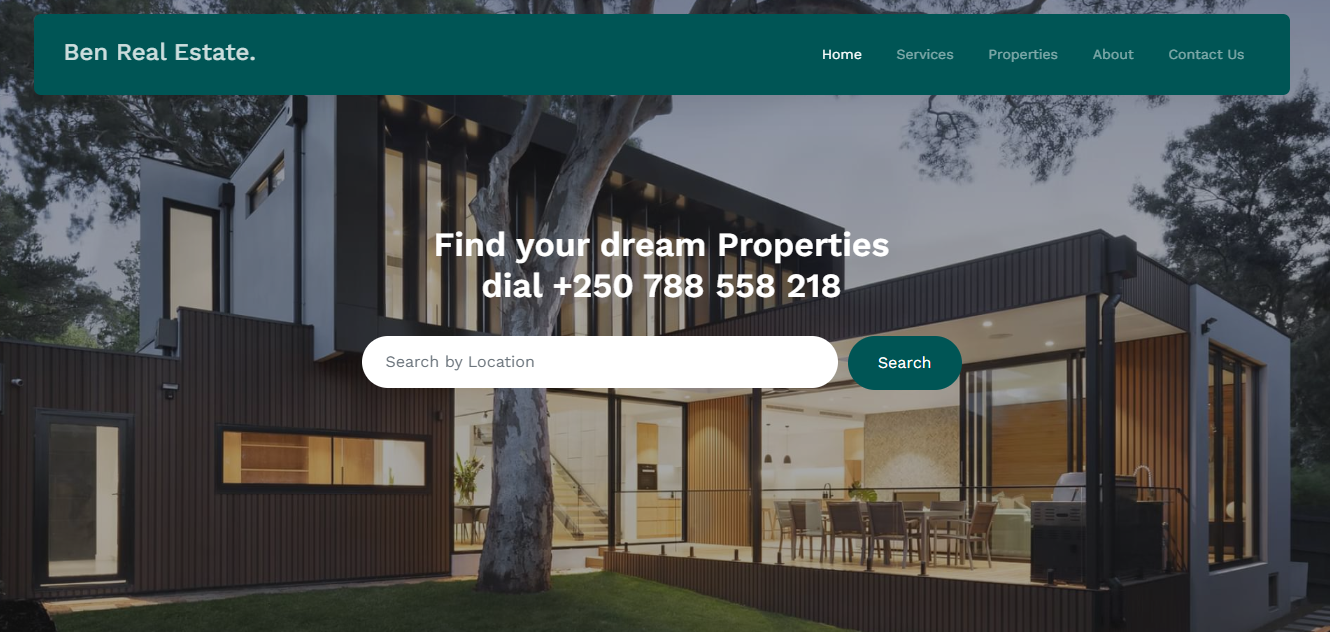 Ben Real Estate.
Home Services Properties About Contact Us
Find your dream Properties
dial +250 788 558 218
Search by Location
Search